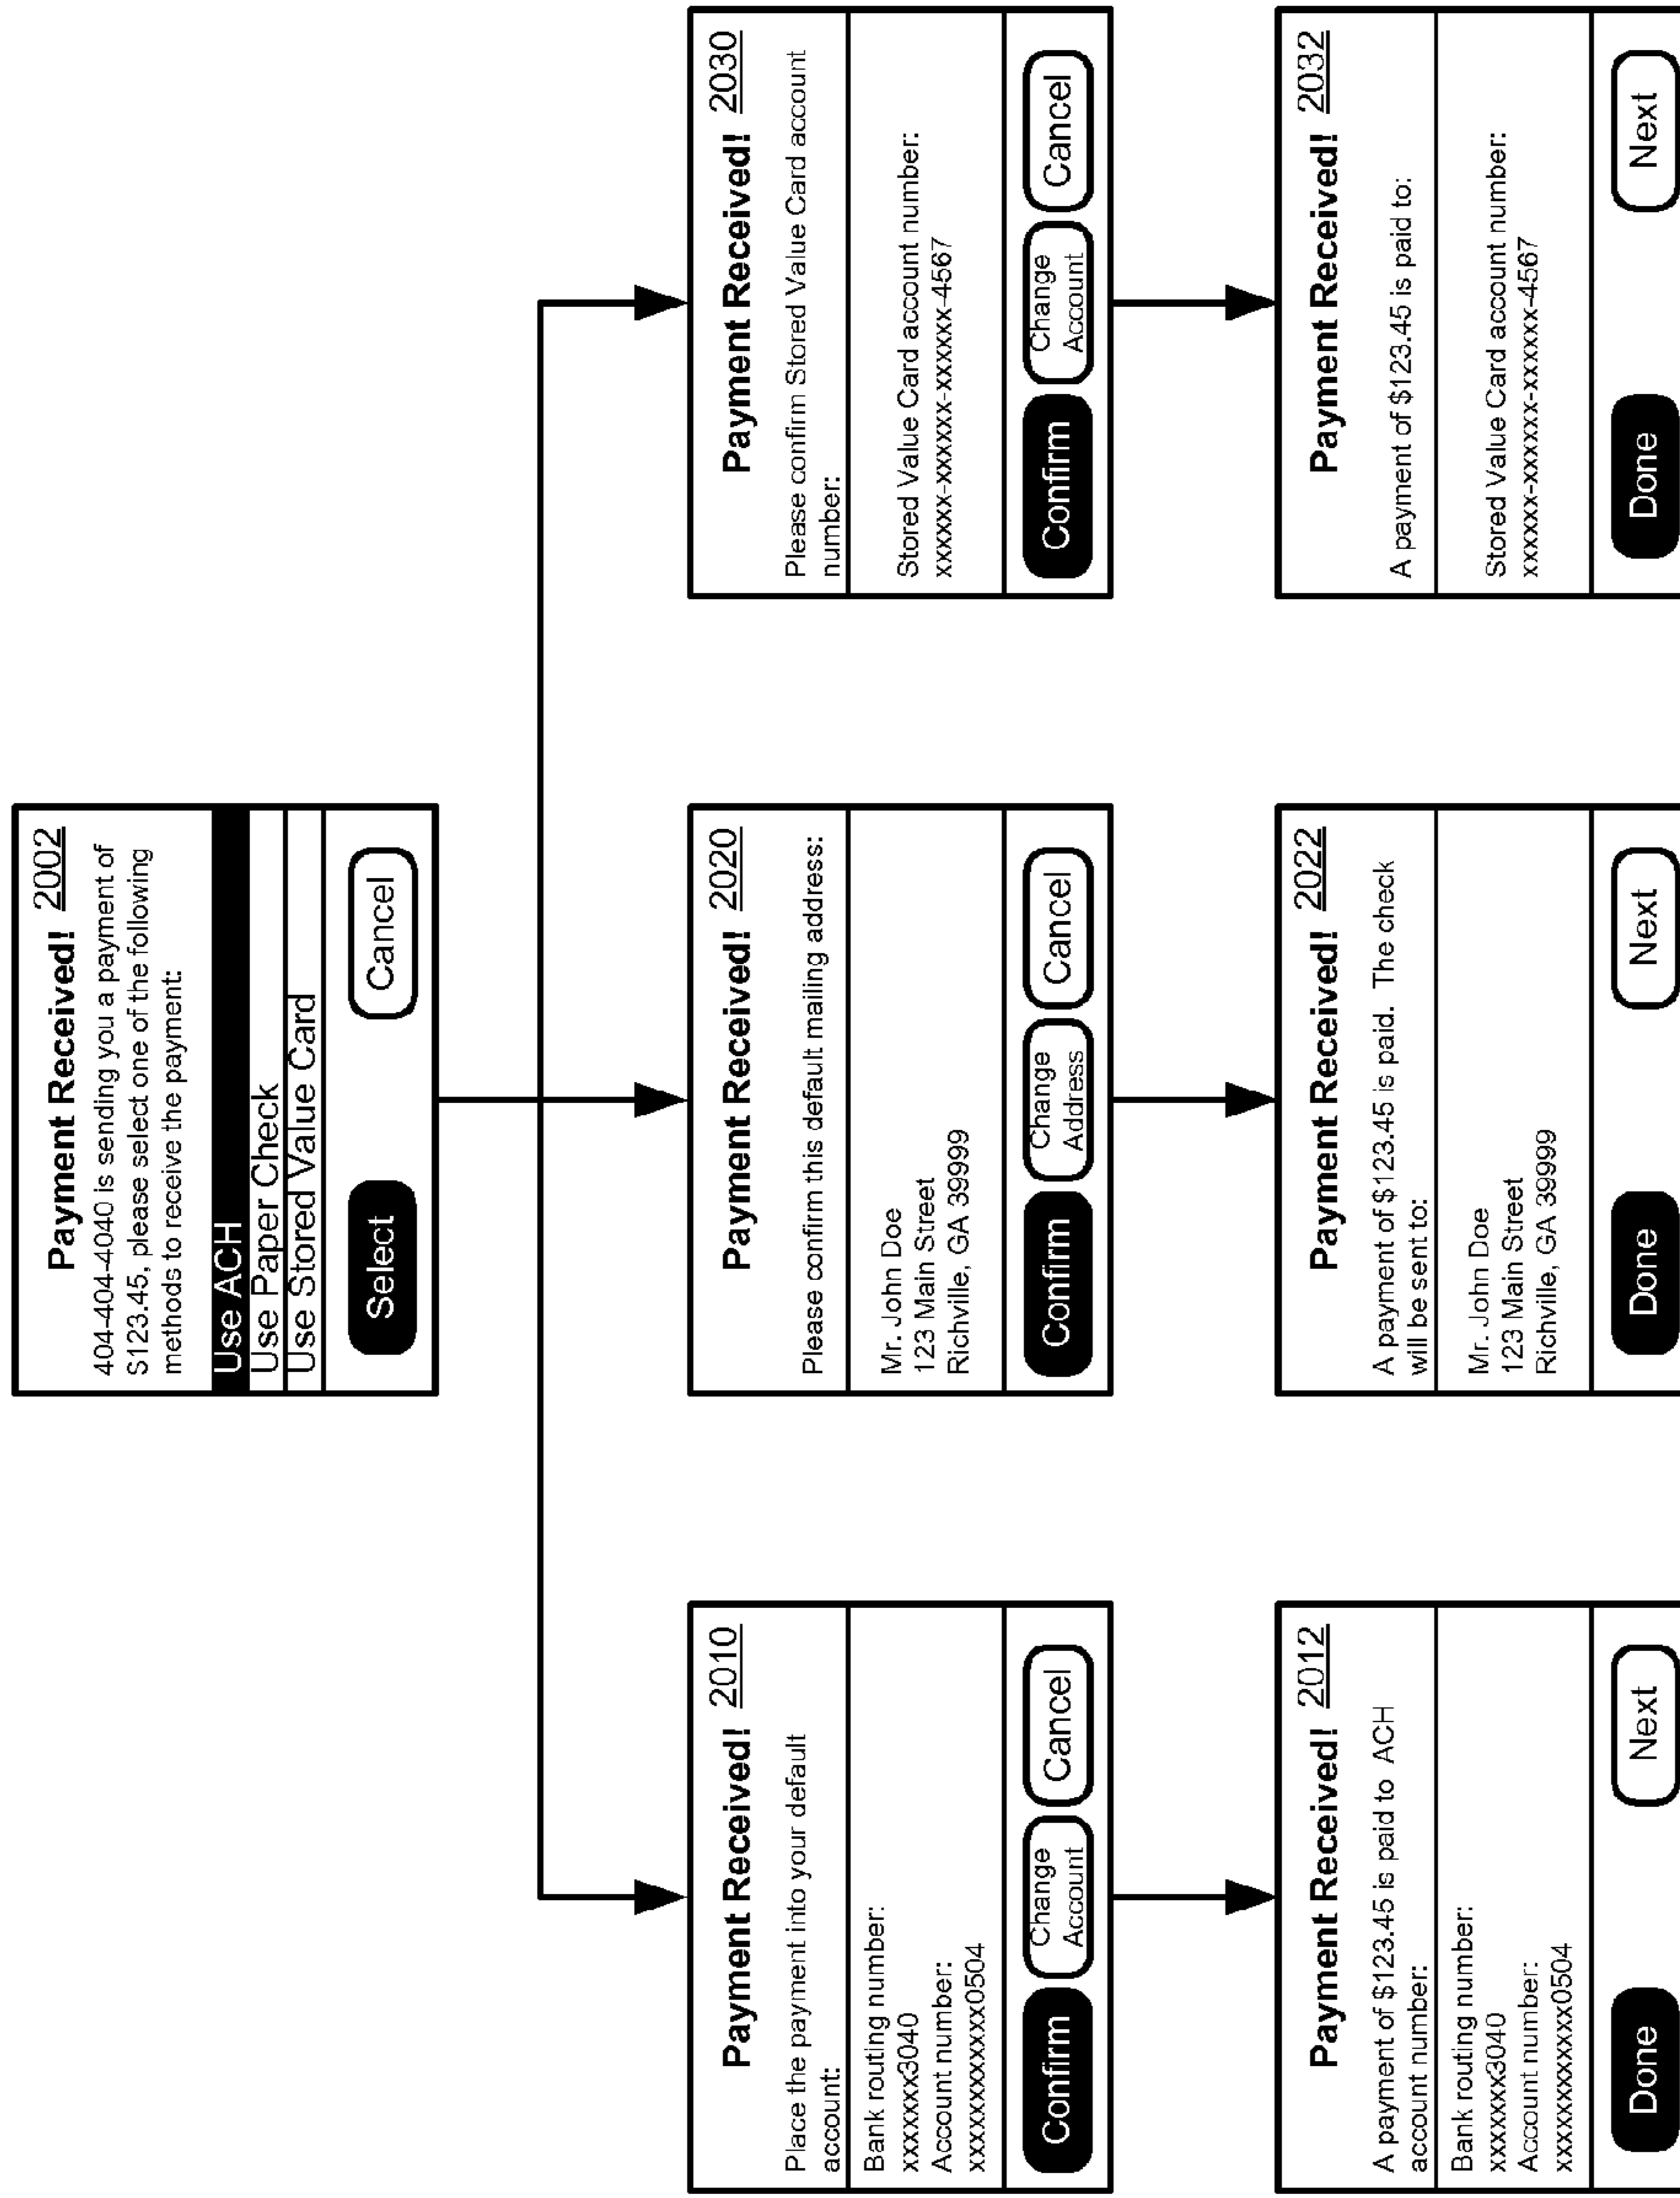 Payment Received! 2002
404-404-4040 is sending you a payment of
$123.45, please select one of the following
methods to receive the payment:
Use ACH
Use Paper Check
Use Stored Value Card
Select
Cancel
Payment Received! 2010
Place the payment into your default
account:
Bank routing number:
xxxxxx3040
Account number:
xxxxxxxxxxx0504
Confirm
Change
Account
Cancel
Payment Received! 2020
Please confirm this default mailing address:
Mr. John Doe
123 Main Street
Richville, GA 39999
Confirm
Change
Address
Cancel
Payment Received! 2030
Please confirm Stored Value Card account
number:
Stored Value Card account number:
xxxxxx-xxxxxx-xxxxxx-4567
Confirm
Change
Account
Cancel
Payment Received! 2012
A payment of $123.45 is paid to ACH
account number:
Bank routing number:
xxxxxx3040
Account number:
xxxxxxxxxxx0504
Done
Next
Payment Received! 2022
A payment of $123.45 is paid. The check
will be sent to:
Mr. John Doe
123 Main Street
Richville, GA 39999
Done
Next
Payment Received! 2032
A payment of $123.45 is paid to:
Stored Value Card account number:
xxxxxx-xxxxxx-xxxxxx-4567
Done
Next